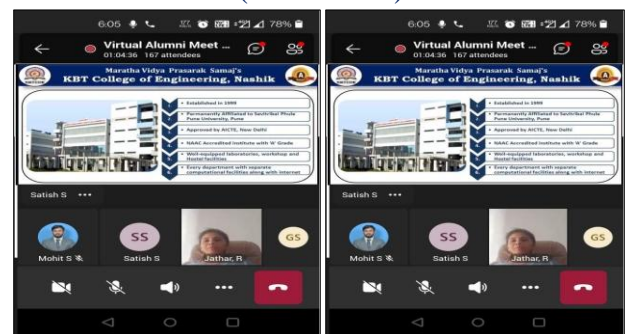 6:05 78%
Virtual Alumni Meet ...
01:04:36 167 attendees
Maratha Vidya Prasarak Samaj's
KBT College of Engineering, Nashik
• Established in 1999
• Permanently Affiliated to Savitribai Phule
Pune University, Pune
• Approved by AICTE, New Delhi
• NAAC Accredited Institute with 'A' Grade
• Well-equipped laboratories, workshop and
Hostel facilities
• Every department with separate
computational facilities along with internet
Satish S •••
SS
GS
Mohit S
Satish S
Jathar, R
6:05 78%
Virtual Alumni Meet ...
01:04:36 167 attendees
Maratha Vidya Prasarak Samaj's
KBT College of Engineering, Nashik
• Established in 1999
• Permanently Affiliated to Savitribai Phule
Pune University, Pune
• Approved by AICTE, New Delhi
• NAAC Accredited Institute with 'A' Grade
• Well-equipped laboratories, workshop and
Hostel facilities
• Every department with separate
computational facilities along with internet
Satish S •••
SS
GS
Mohit S
Satish S
Jathar, R